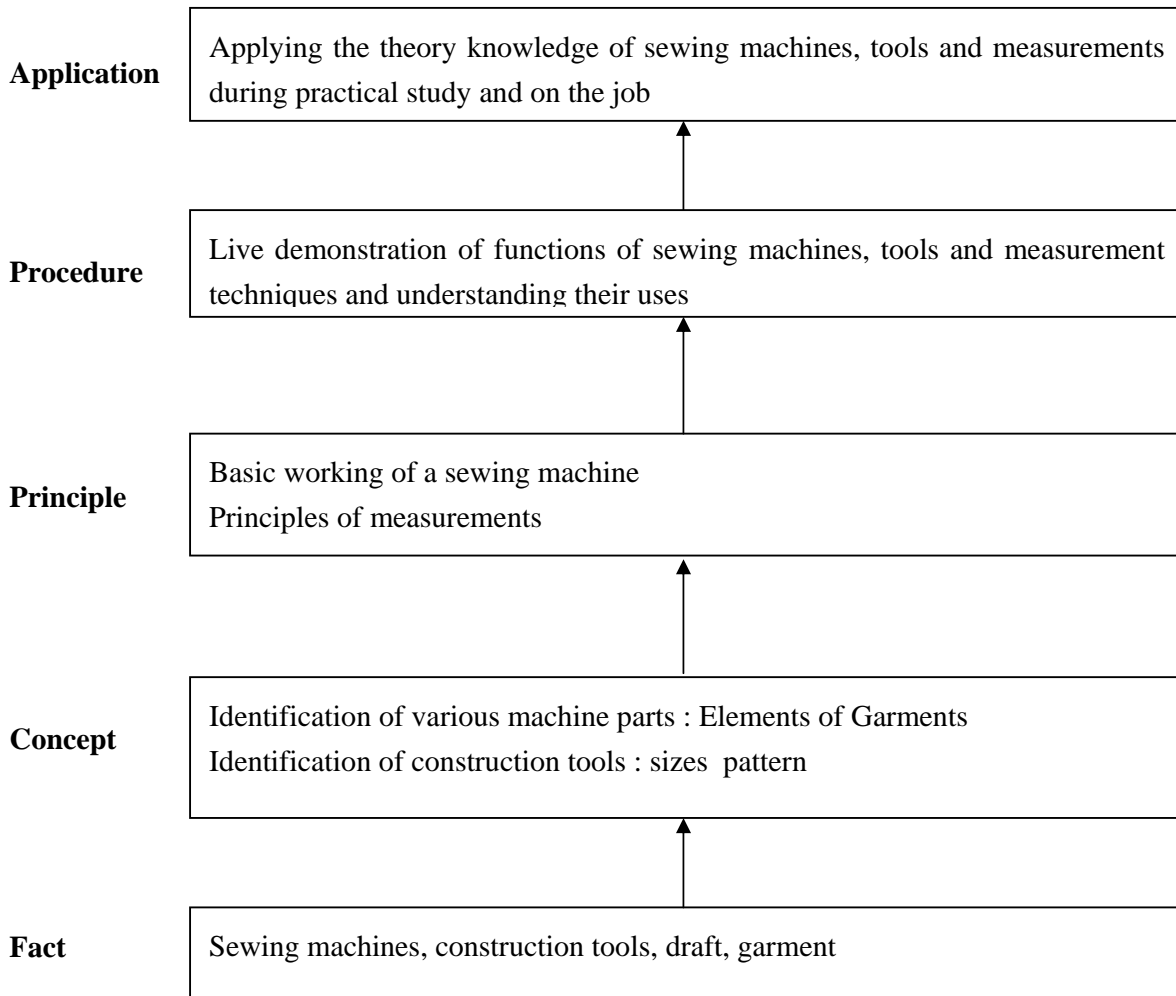 Application
Applying the theory knowledge of sewing machines, tools and measurements
during practical study and on the job
Procedure
Live demonstration of functions of sewing machines, tools and measurement
techniques and understanding their uses
Principle
Basic working of a sewing machine
Principles of measurements
Concept
Identification of various machine parts : Elements of Garments
Identification of construction tools : sizes pattern
Fact
Sewing machines, construction tools, draft, garment